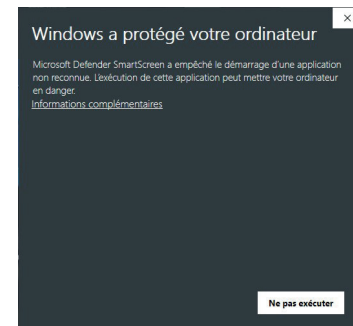 Windows a protégé votre ordinateur
Microsoft Defender SmartScreen a empêché le démarrage d'une application
non reconnue. L'exécution de cette application peut mettre votre ordinateur
en danger.
Informations complémentaires
Ne pas exécuter